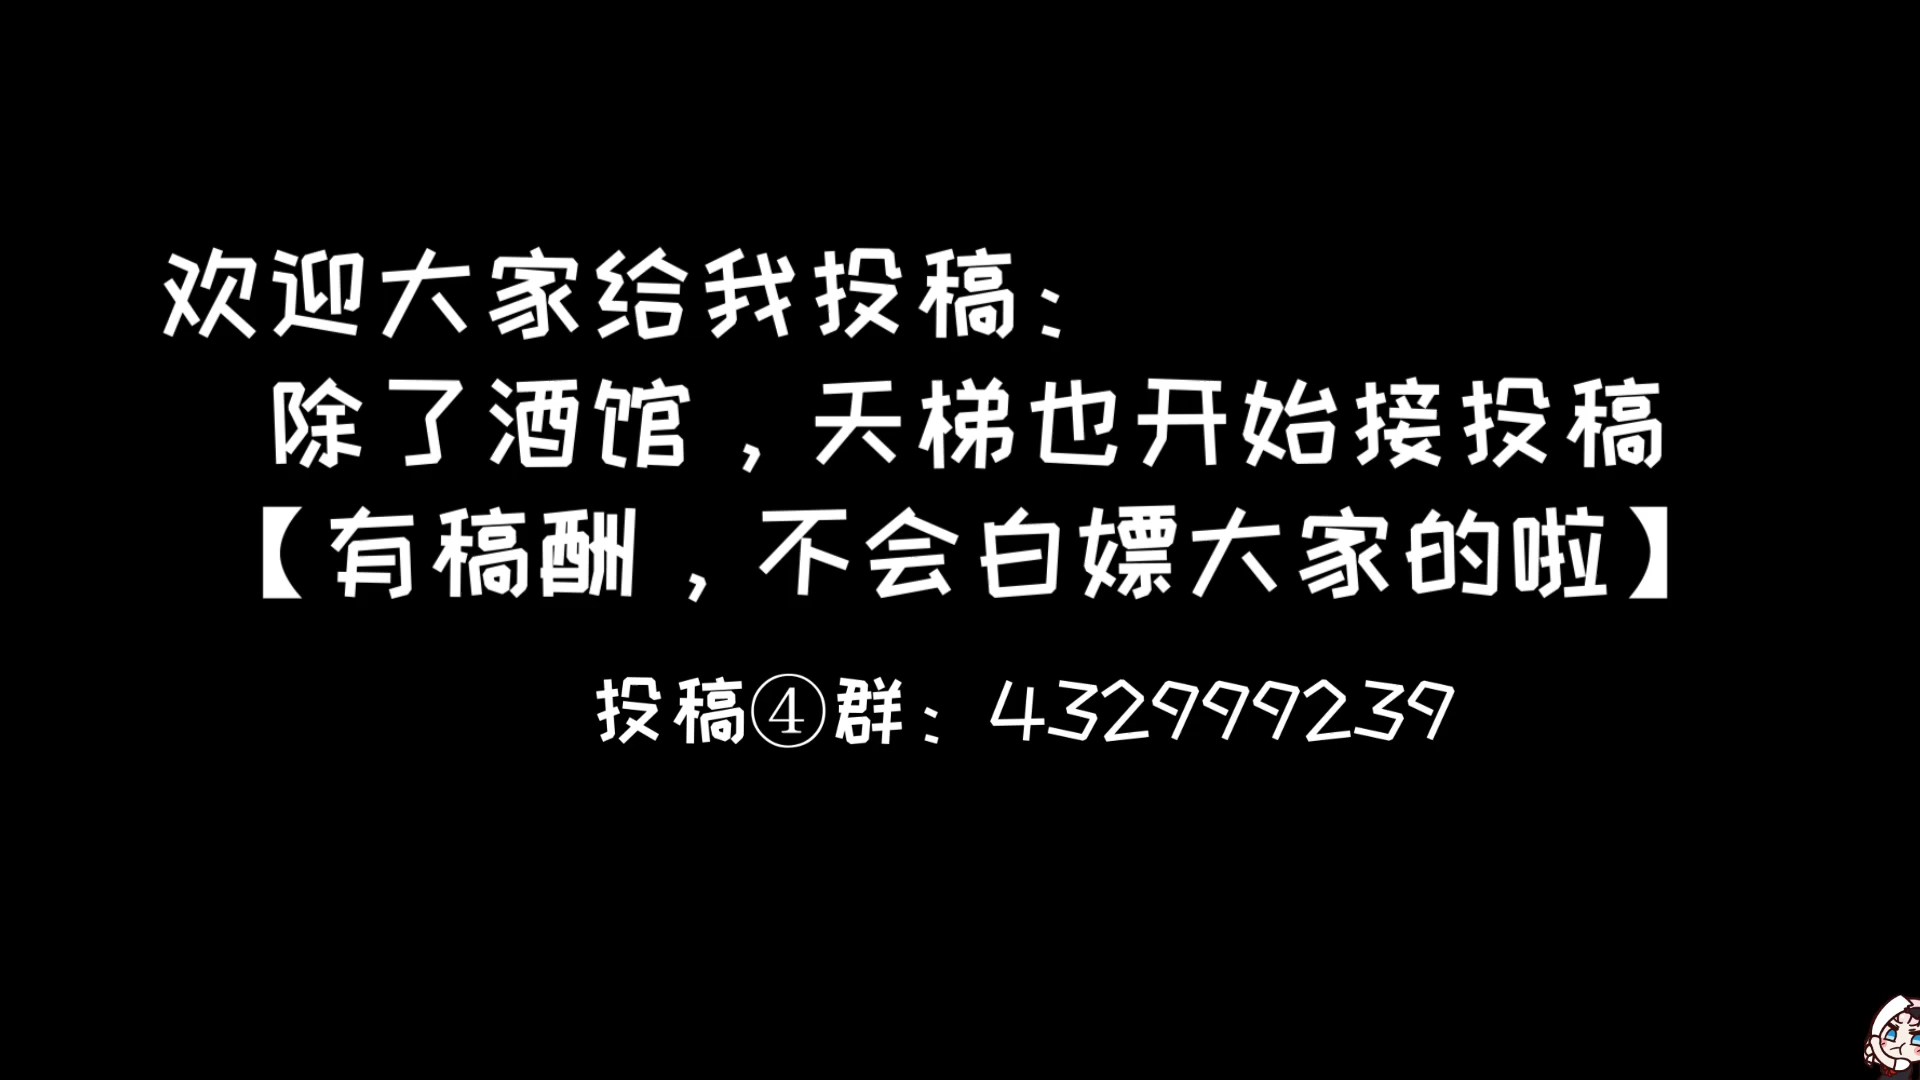 欢迎大家给我投稿：
除了酒馆，天梯也开始接投稿
【有稿酬，不会白嫖大家的啦】
投稿④群：432999239